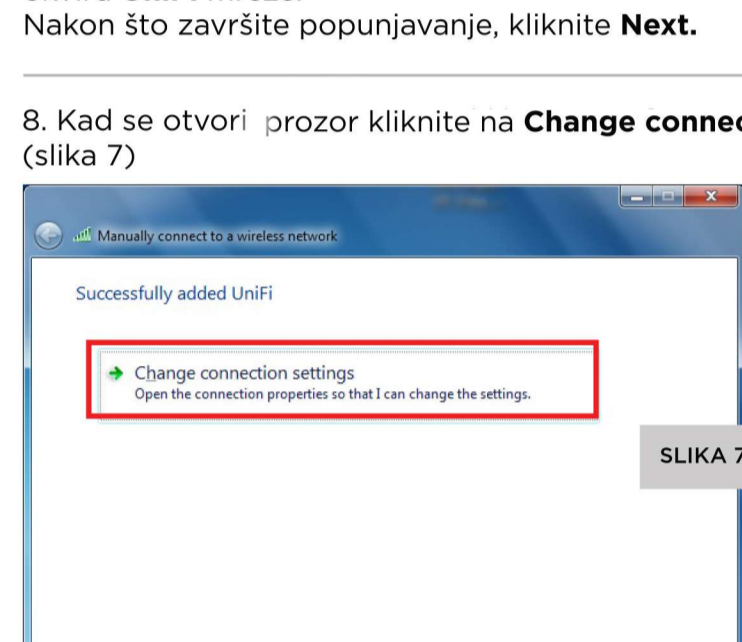 Nakon što završite popunjavanje, kliknite Next.
8. Kad se otvori prozor kliknite na Change
(slika 7)
Manually connect to a wireless network
Successfully added UniFi
Change connection settings
Open the connection properties so that I can change the settings.
SLIKA 7